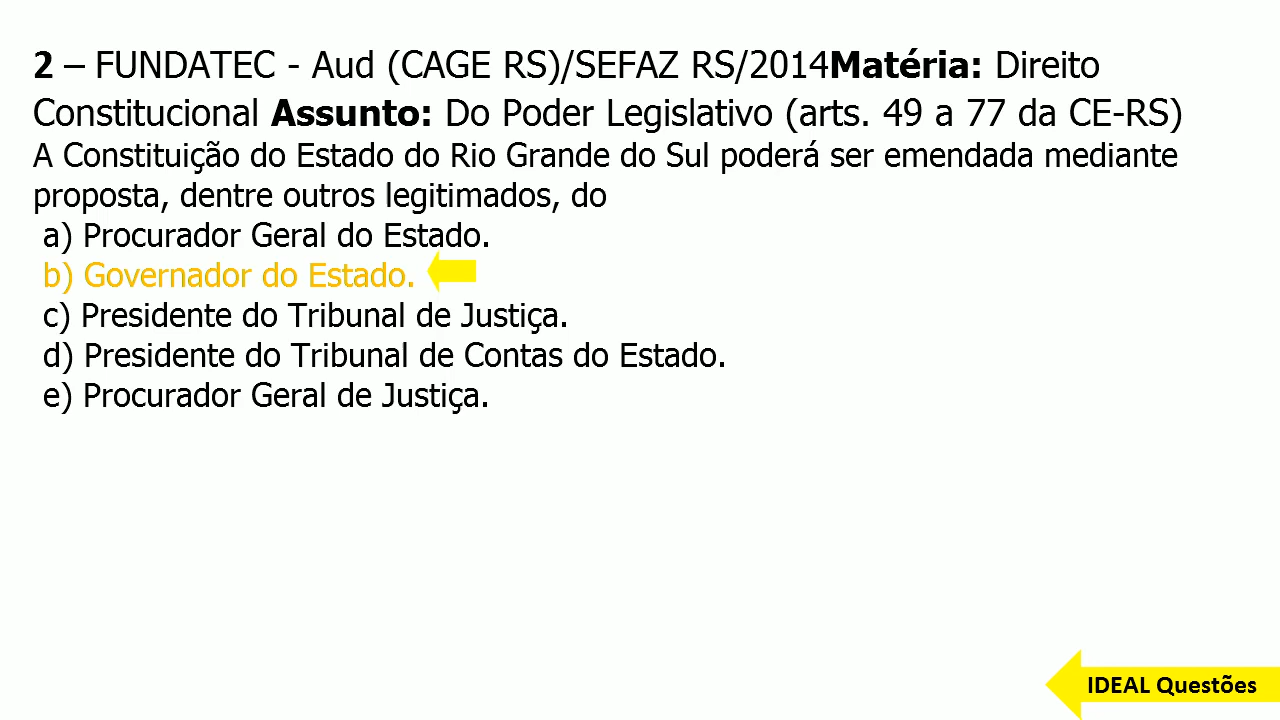 2 – FUNDATEC - Aud (CAGE RS)/SEFAZ RS/2014Matéria: Direito
Constitucional Assunto: Do Poder Legislativo (arts. 49 a 77 da CE-RS)
A Constituição do Estado do Rio Grande do Sul poderá ser emendada mediante
proposta, dentre outros legitimados, do
a) Procurador Geral do Estado.
b) Governador do Estado.
c) Presidente do Tribunal de Justiça.
d) Presidente do Tribunal de Contas do Estado.
e) Procurador Geral de Justiça.
IDEAL Questões